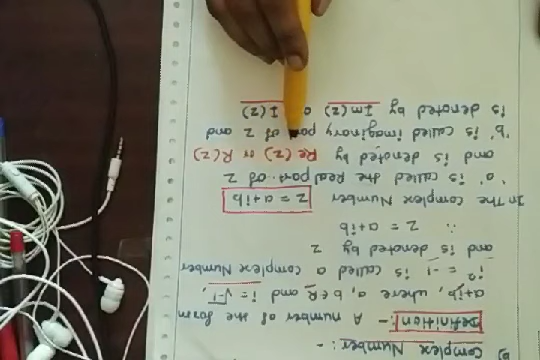 Complex Number :-
Definition :- A number of the form
a+ib, where a, b ∈ R and i = √-1,
i² = -1 is called a complex Number
and is denoted by z
∴ z = a+ib
In The complex Number z = a+ib
'a' is called the Real part of z
and is denoted by Re(z) or R(z)
'b' is called imaginary part of z and
is denoted by Im(z) or I(z)